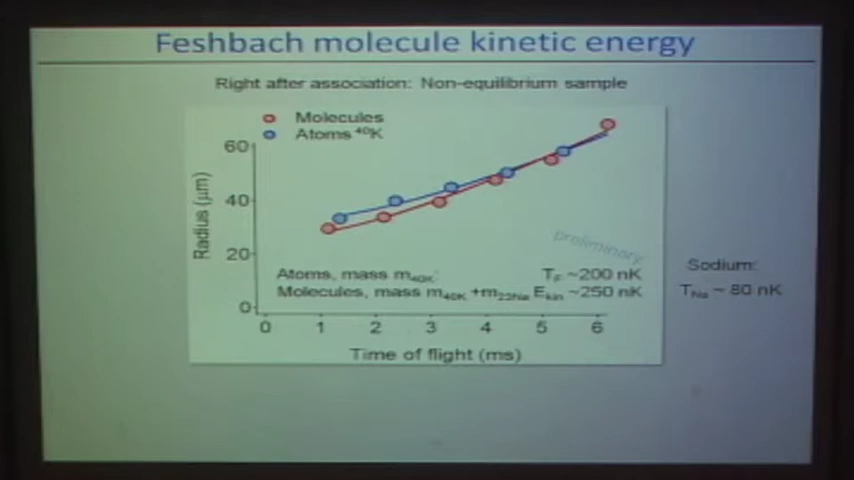 Feshbach molecule kinetic energy
Right after association: Non-equilibrium sample
Molecules
Atoms ⁴⁰K
60
40
20
0
Radius (μm)
preliminary
Atoms, mass m40K: TF ~200 nK
Molecules, mass m40K +m23Na Ekin ~250 nK
0 1 2 3 4 5 6
Time of flight (ms)
Sodium:
TNa ~ 80 nK